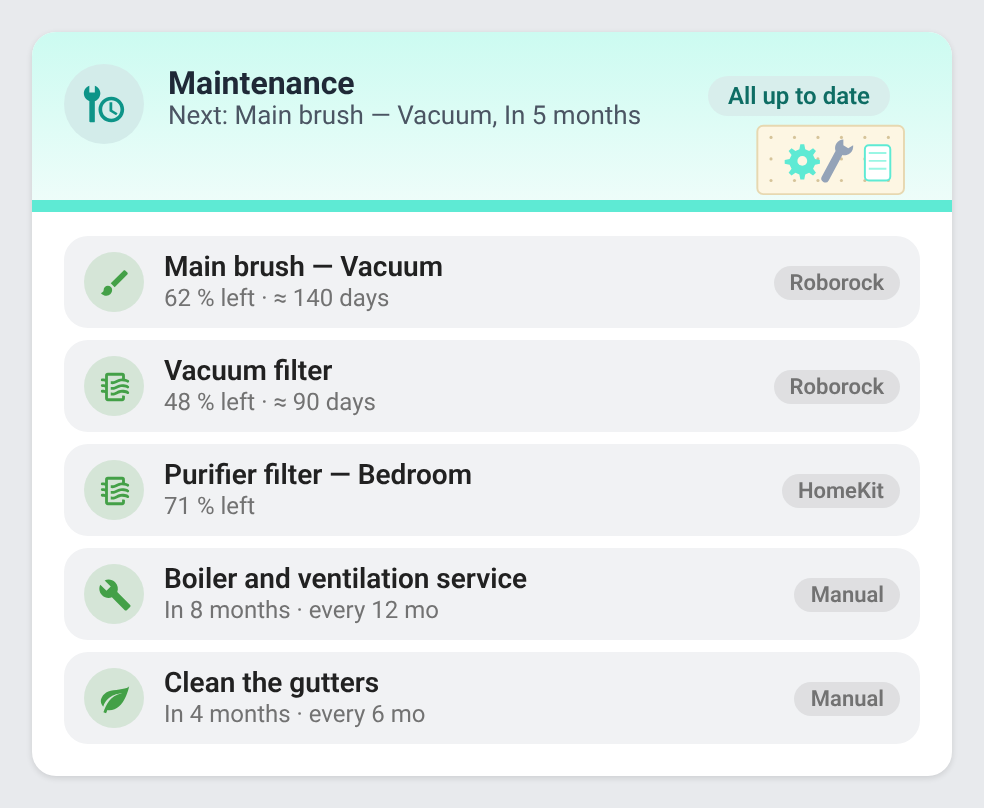 Maintenance
Next: Main brush — Vacuum, In 5 months
All up to date
Main brush — Vacuum
62 % left · ≈ 140 days
Roborock
Vacuum filter
48 % left · ≈ 90 days
Roborock
Purifier filter — Bedroom
71 % left
HomeKit
Boiler and ventilation service
In 8 months · every 12 mo
Manual
Clean the gutters
In 4 months · every 6 mo
Manual